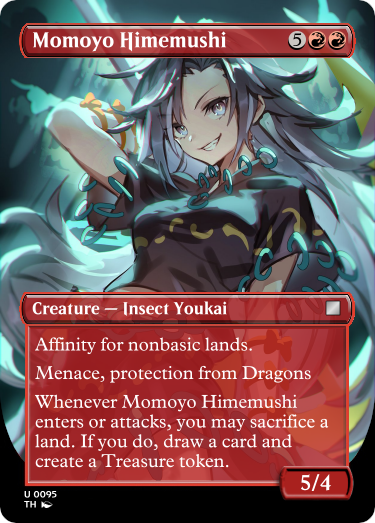 Momoyo Himemushi 5
Creature — Insect Youkai
Affinity for nonbasic lands.
Menace, protection from Dragons
Whenever Momoyo Himemushi
enters or attacks, you may sacrifice a
land. If you do, draw a card and
create a Treasure token.
5/4
U 0095
TH